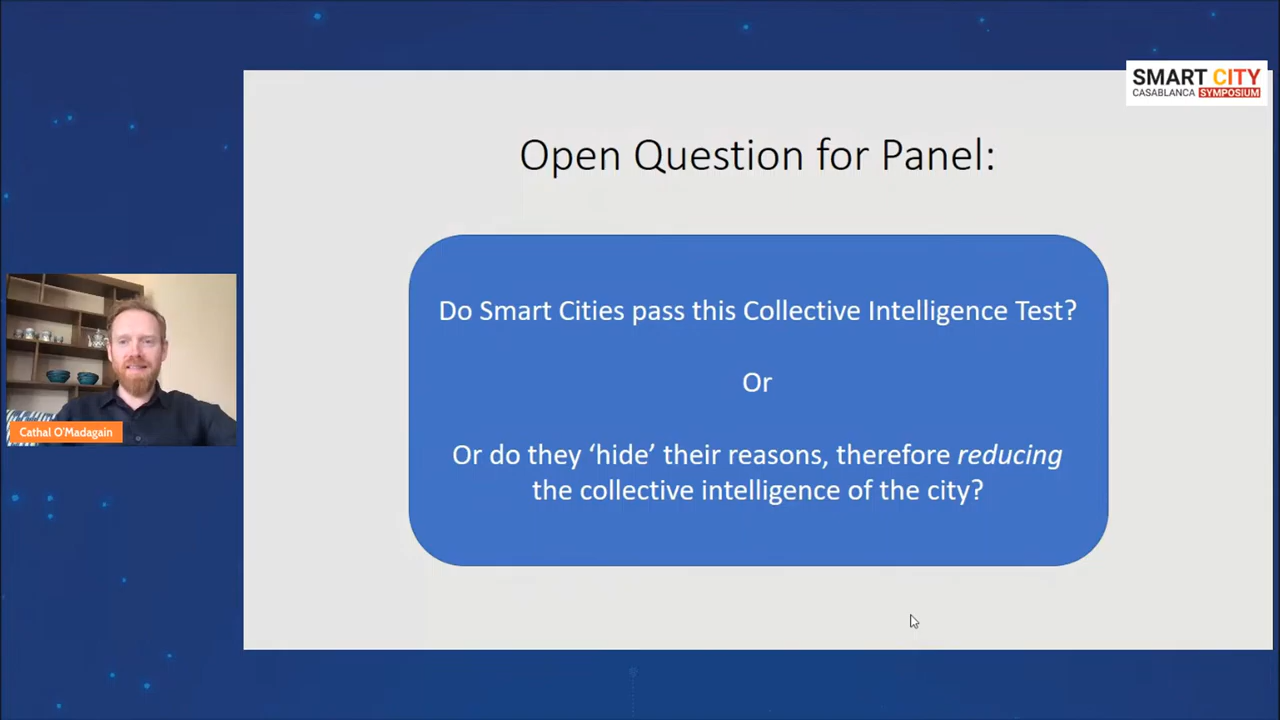 SMART CITY
CASABLANCA SYMPOSIUM
Open Question for Panel:
Do Smart Cities pass this Collective Intelligence Test?
Or
Or do they ‘hide’ their reasons, therefore reducing
the collective intelligence of the city?
Cathal O'Madagain